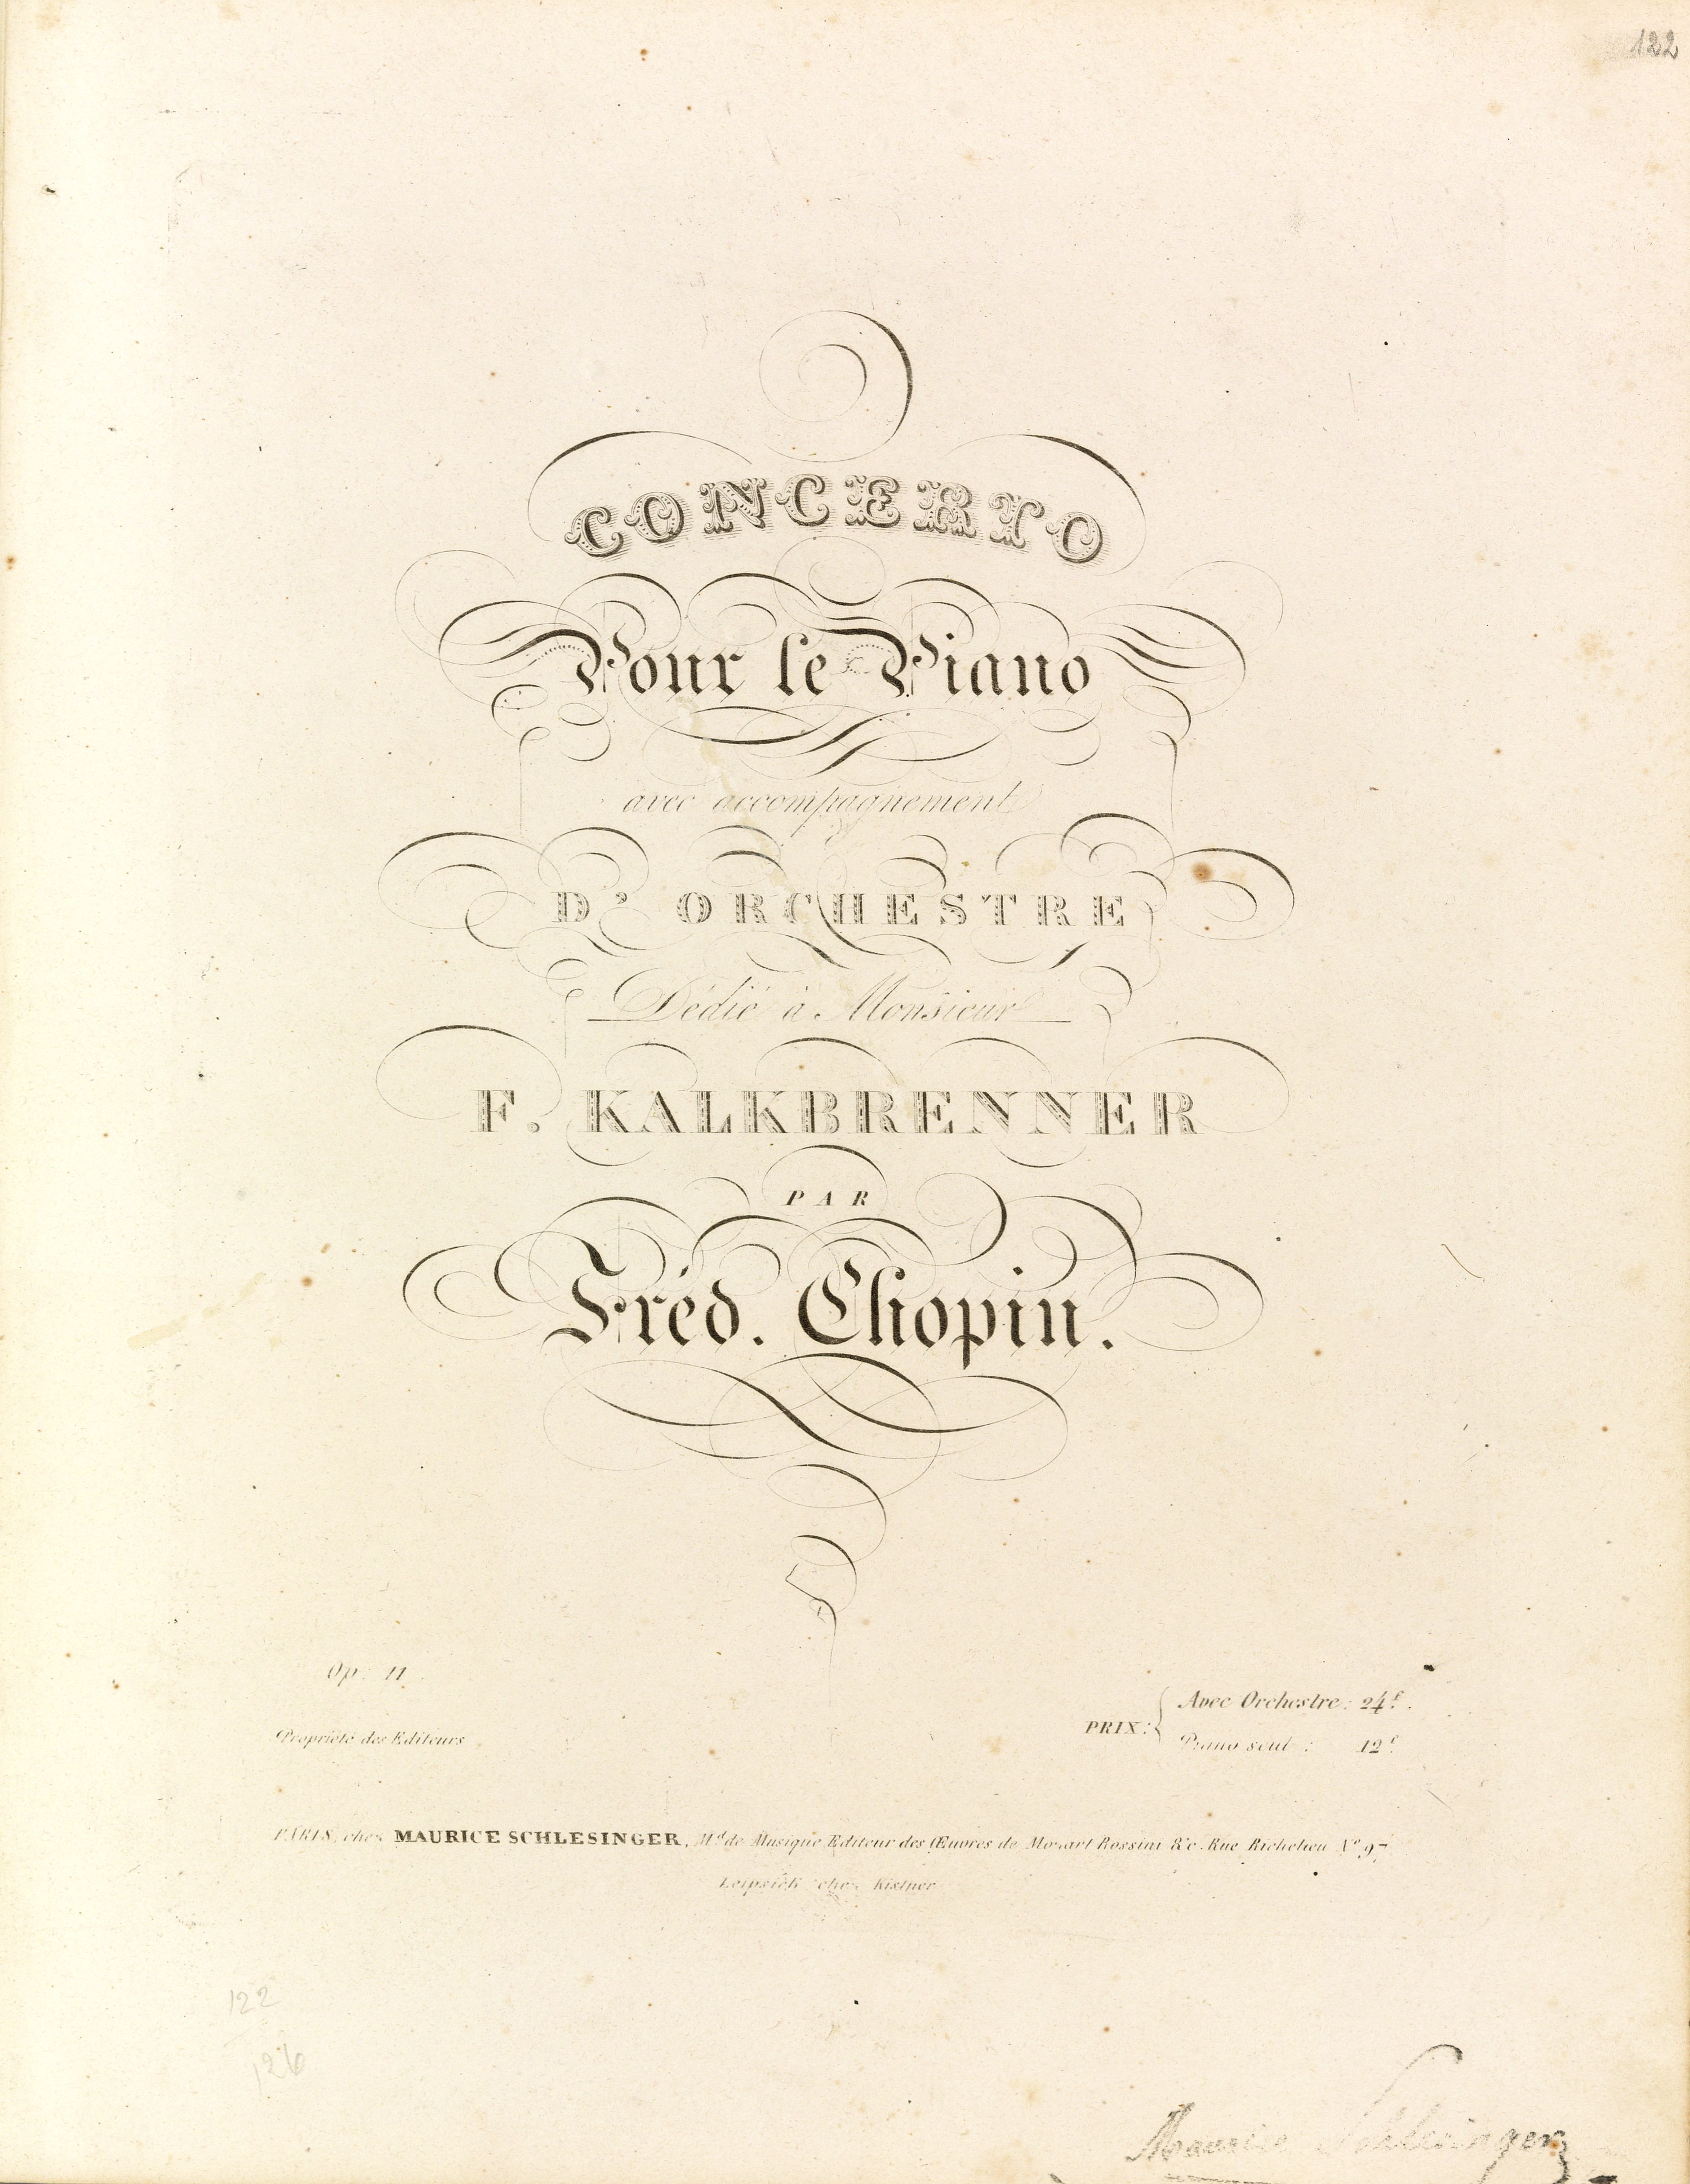 122
CONCERTO
Pour le Piano
avec accompagnement
D'ORCHESTRE
Dédié à Monsieur
F. KALKBRENNER
PAR
Fréd. Chopin.
Op: 11.
Propriété des Editeurs
PRIX:
Avec Orchestre: 24f.
Piano seul: 12f.
PARIS, chez MAURICE SCHLESINGER, Md de Musique Editeur des Œuvres de Mozart Rossini &c. Rue Richelieu No 97
Leipsick chez Kistner
122
126
Maurice Schlesinger